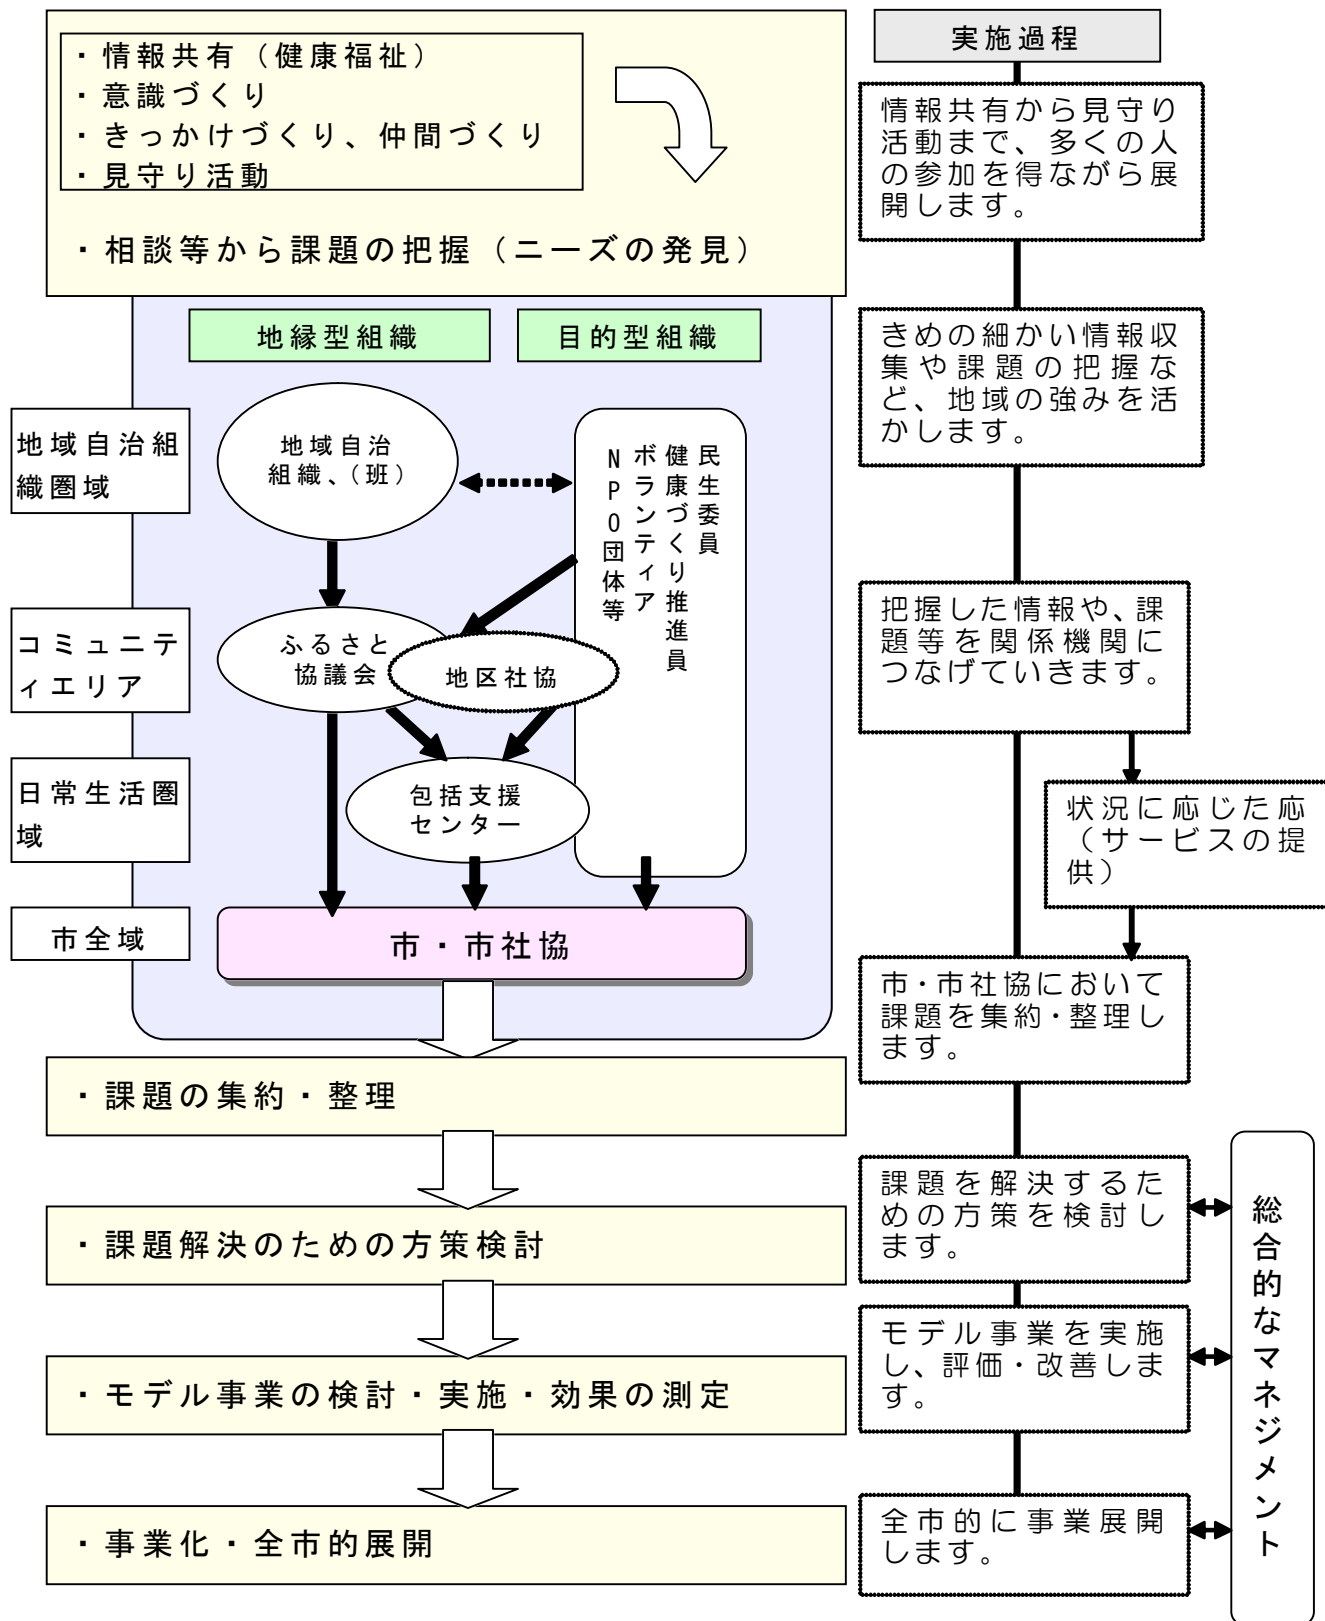 ・情報共有（健康福祉）
・意識づくり
・きっかけづくり、仲間づくり
・見守り活動
・相談等から課題の把握（ニーズの発見）
地縁型組織
目的型組織
地域自治組
織圏域
地域自治
組織、（班）
民生委員
健康づくり推進員
ボランティア
ＮＰＯ団体等
コミュニテ
ィエリア
ふるさと
協議会
地区社協
日常生活圏
域
包括支援
センター
市全域
市・市社協
・課題の集約・整理
・課題解決のための方策検討
・モデル事業の検討・実施・効果の測定
・事業化・全市的展開
実施過程
情報共有から見守り
活動まで、多くの人
の参加を得ながら展
開します。
きめの細かい情報収
集や課題の把握な
ど、地域の強みを活
かします。
把握した情報や、課
題等を関係機関に
つなげていきます。
状況に応じた応
（サービスの提
供）
市・市社協において
課題を集約・整理し
ます。
課題を解決するた
めの方策を検討し
ます。
モデル事業を実施
し、評価・改善しま
す。
全市的に事業展開
します。
総合的なマネジメント